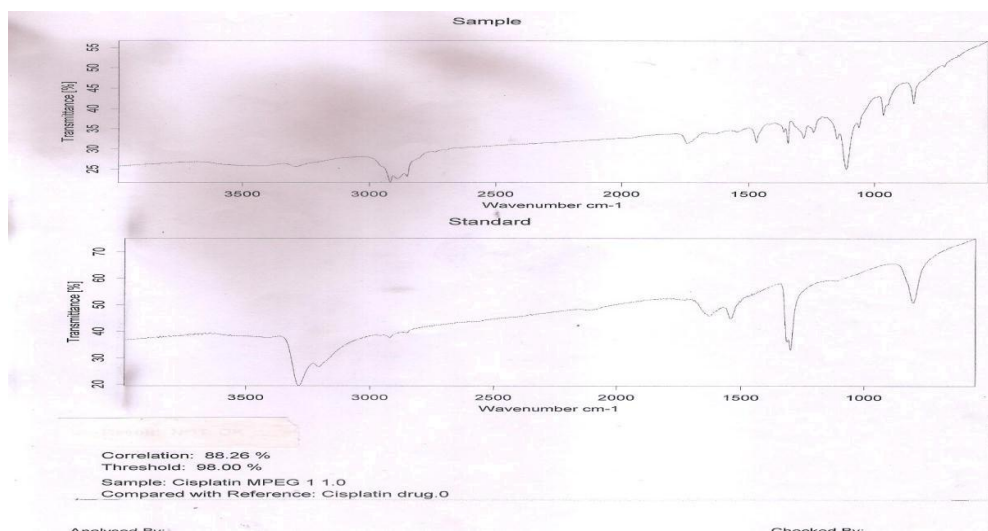 Sample
Transmittance [%]
25 30 35 40 45 50 55
3500 3000 2500 2000 1500 1000
Wavenumber cm-1
Standard
Transmittance [%]
20 30 40 50 60 70
3500 3000 2500 2000 1500 1000
Wavenumber cm-1
Correlation: 88.26 %
Threshold: 98.00 %
Sample: Cisplatin MPEG 1 1.0
Compared with Reference: Cisplatin drug.0
Analysed By:
Checked By: